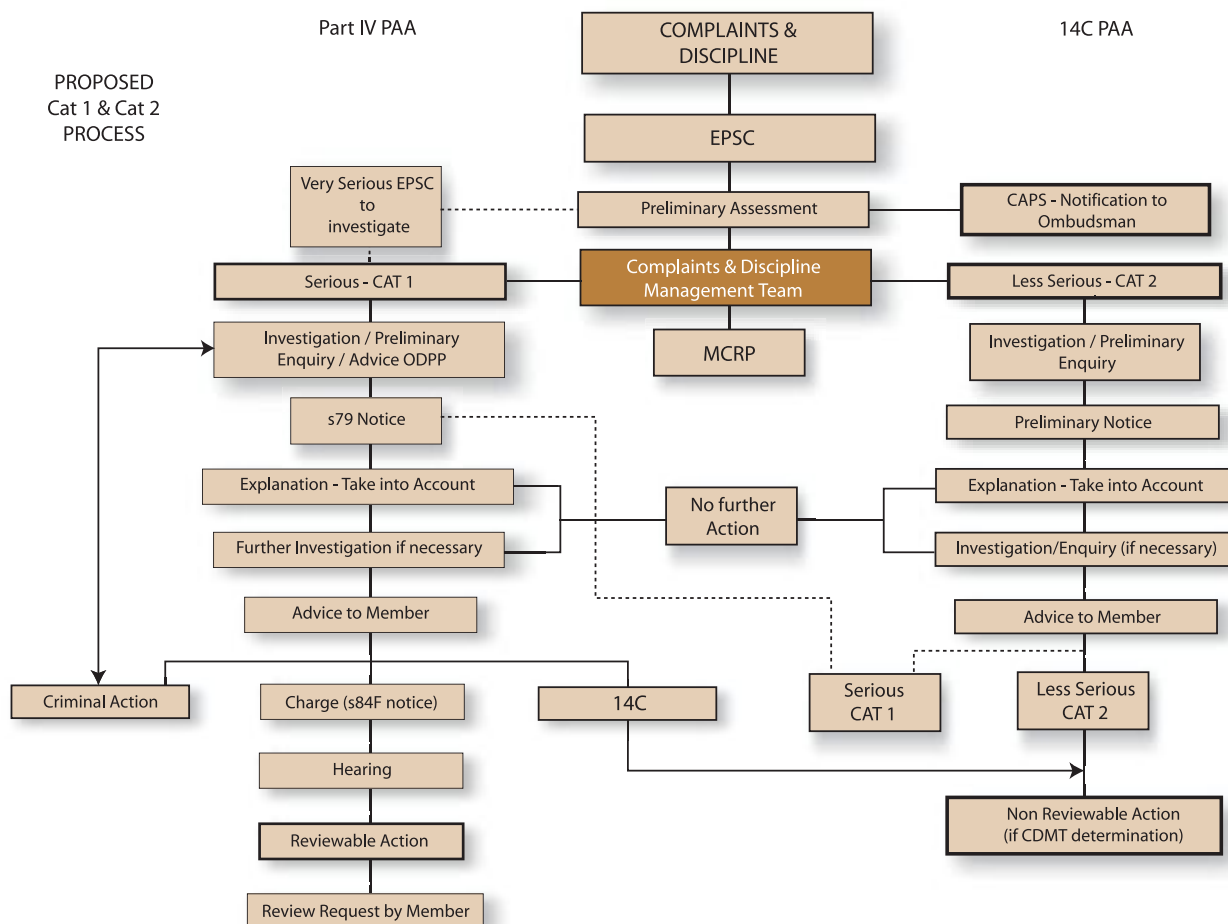 Part IV PAA
COMPLAINTS &
DISCIPLINE
14C PAA
PROPOSED
Cat 1 & Cat 2
PROCESS
EPSC
Very Serious EPSC
to
investigate
Preliminary Assessment
CAPS - Notification to
Ombudsman
Serious - CAT 1
Complaints & Discipline
Management Team
Less Serious - CAT 2
Investigation / Preliminary
Enquiry / Advice ODPP
MCRP
Investigation / Preliminary
Enquiry
s79 Notice
Preliminary Notice
Explanation - Take into Account
No further
Action
Explanation - Take into Account
Further Investigation if necessary)
Investigation/Enquiry (if necessary)
Advice to Member
Advice to Member
Criminal Action
Charge (s84F notice)
14C
Serious
CAT 1
Less Serious
CAT 2
Hearing
Non Reviewable Action
(if CDMT determination)
Reviewable Action
Review Request by Member